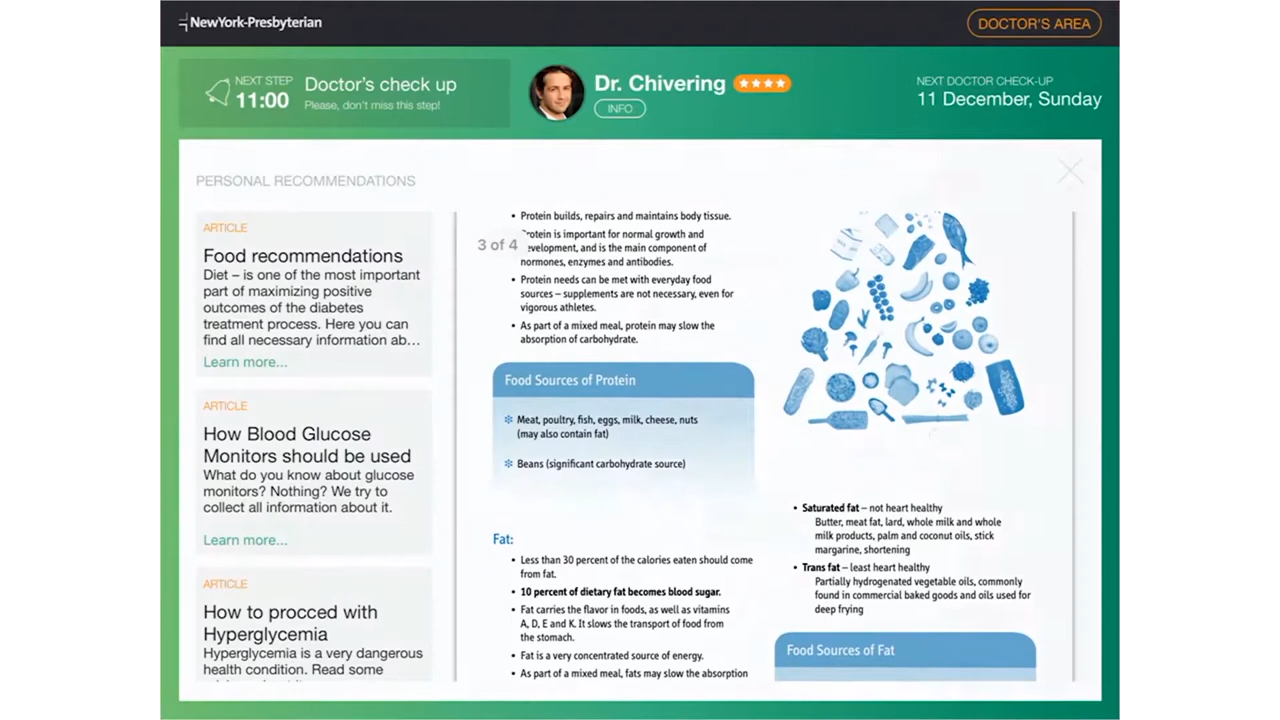 NewYork-Presbyterian
DOCTOR'S AREA
NEXT STEP
11:00
Doctor's check up
Please, don't miss this step!
Dr. Chivering
INFO
NEXT DOCTOR CHECK-UP
11 December, Sunday
PERSONAL RECOMMENDATIONS
ARTICLE
Food recommendations
Diet – is one of the most important
part of maximizing positive
outcomes of the diabetes
treatment process. Here you can
find all necessary information ab...
Learn more...
ARTICLE
How Blood Glucose
Monitors should be used
What do you know about glucose
monitors? Nothing? We try to
collect all information about it.
Learn more...
ARTICLE
How to procced with
Hyperglycemia
Hyperglycemia is a very dangerous
health condition. Read some
3 of 4
• Protein builds, repairs and maintains body tissue.
• Protein is important for normal growth and
development, and is the main component of
hormones, enzymes and antibodies.
• Protein needs can be met with everyday food
sources – supplements are not necessary, even for
vigorous athletes.
• As part of a mixed meal, protein may slow the
absorption of carbohydrate.
Food Sources of Protein
❄ Meat, poultry, fish, eggs, milk, cheese, nuts
(may also contain fat)
❄ Beans (significant carbohydrate source)
Fat:
• Less than 30 percent of the calories eaten should come
from fat.
• 10 percent of dietary fat becomes blood sugar.
• Fat carries the flavor in foods, as well as vitamins
A, D, E and K. It slows the transport of food from
the stomach.
• Fat is a very concentrated source of energy.
• As part of a mixed meal, fats may slow the absorption
• Saturated fat – not heart healthy
Butter, meat fat, lard, whole milk and whole
milk products, palm and coconut oils, stick
margarine, shortening
• Trans fat – least heart healthy
Partially hydrogenated vegetable oils, commonly
found in commercial baked goods and oils used for
deep frying
Food Sources of Fat